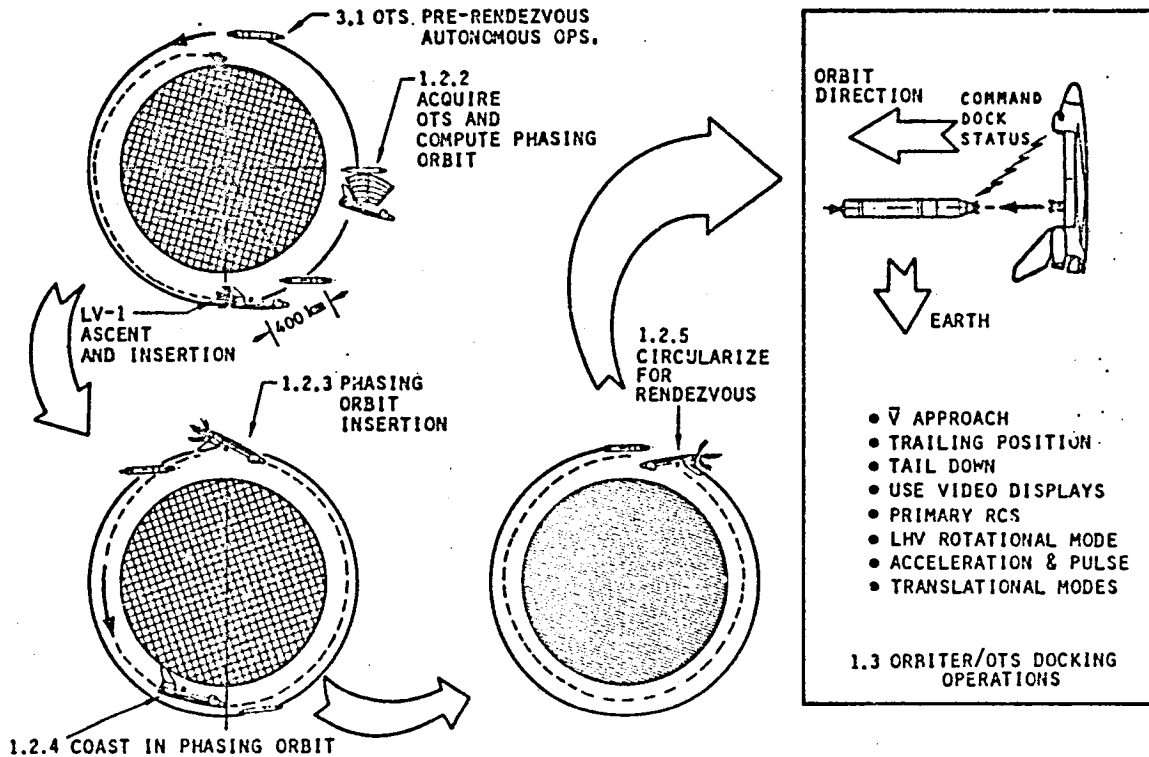 3.1 OTS. PRE-RENDEZVOUS
AUTONOMOUS OPS.
1.2.2
ACQUIRE
OTS AND
COMPUTE PHASING
ORBIT
LV-1
ASCENT
AND INSERTION
400 km
1.2.3 PHASING
ORBIT
INSERTION
1.2.4 COAST IN PHASING ORBIT
1.2.5
CIRCULARIZE
FOR
RENDEZVOUS
ORBIT
DIRECTION
COMMAND
DOCK
STATUS
EARTH
• V̄ APPROACH
• TRAILING POSITION
• TAIL DOWN
• USE VIDEO DISPLAYS
• PRIMARY RCS
• LHV ROTATIONAL MODE
• ACCELERATION & PULSE
• TRANSLATIONAL MODES
1.3 ORBITER/OTS DOCKING
OPERATIONS